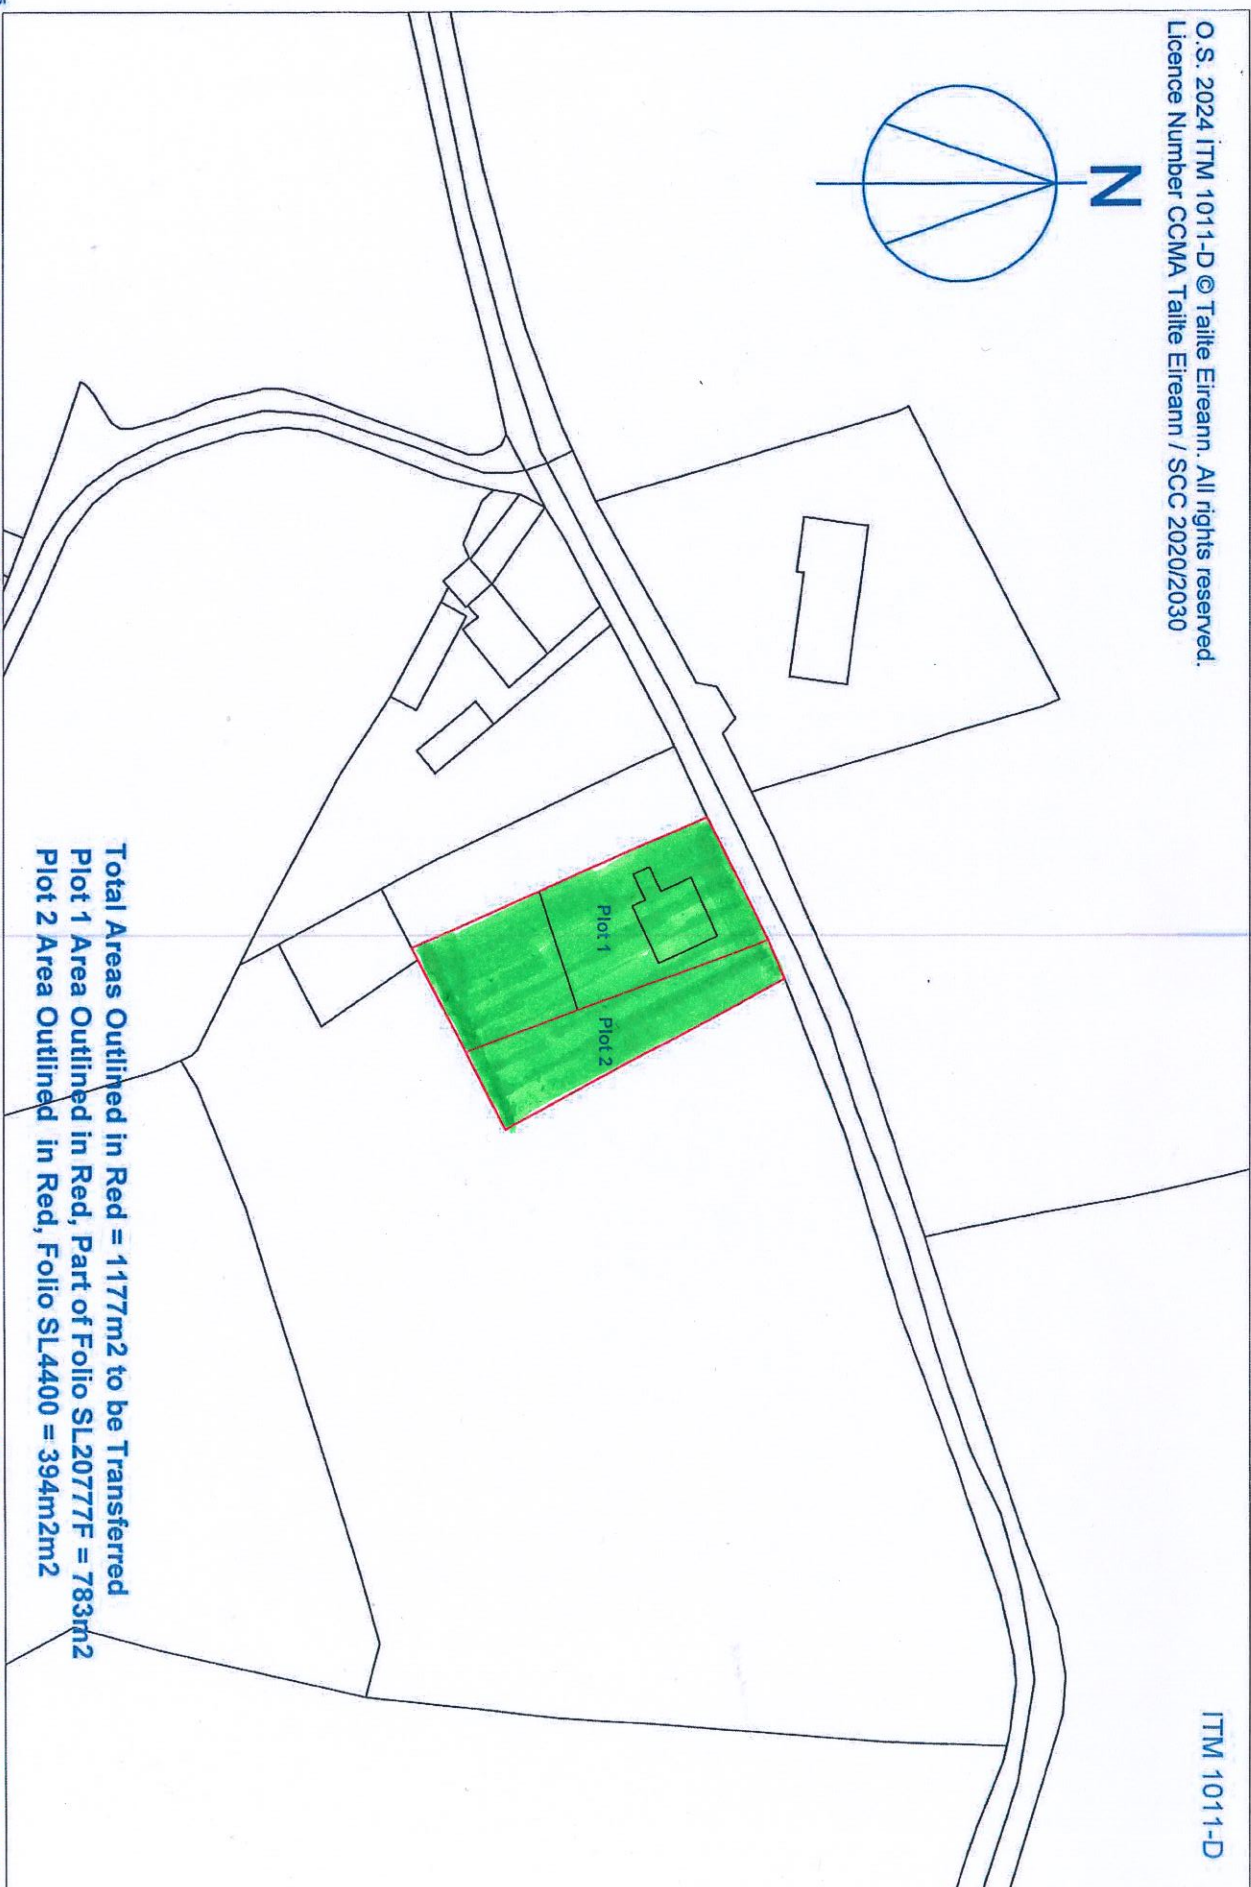 O.S. 2024 ITM 1011-D © Tailte Eireann. All rights reserved.
Licence Number CCMA Tailte Eireann / SCC 2020/2030
ITM 1011-D
N
Plot 1
Plot 2
Total Areas Outlined in Red = 1177m2 to be Transferred
Plot 1 Area Outlined in Red, Part of Folio SL20777F = 783m2
Plot 2 Area Outlined in Red, Folio SL4400 = 394m2m2